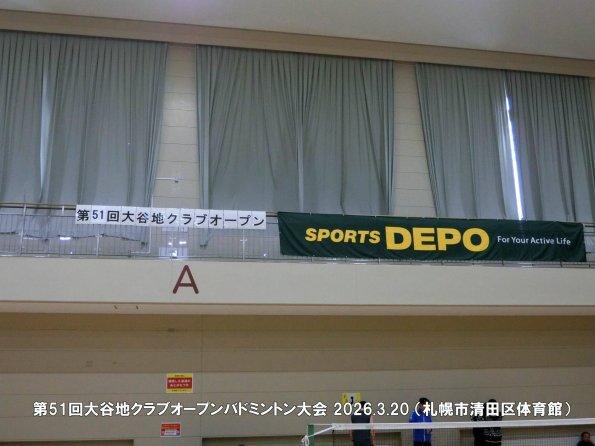 第51回大谷地クラブオープン
SPORTS DEPO For Your Active Life
A
第51回大谷地クラブオープンバドミントン大会 2026.3.20 (札幌市清田区体育館)